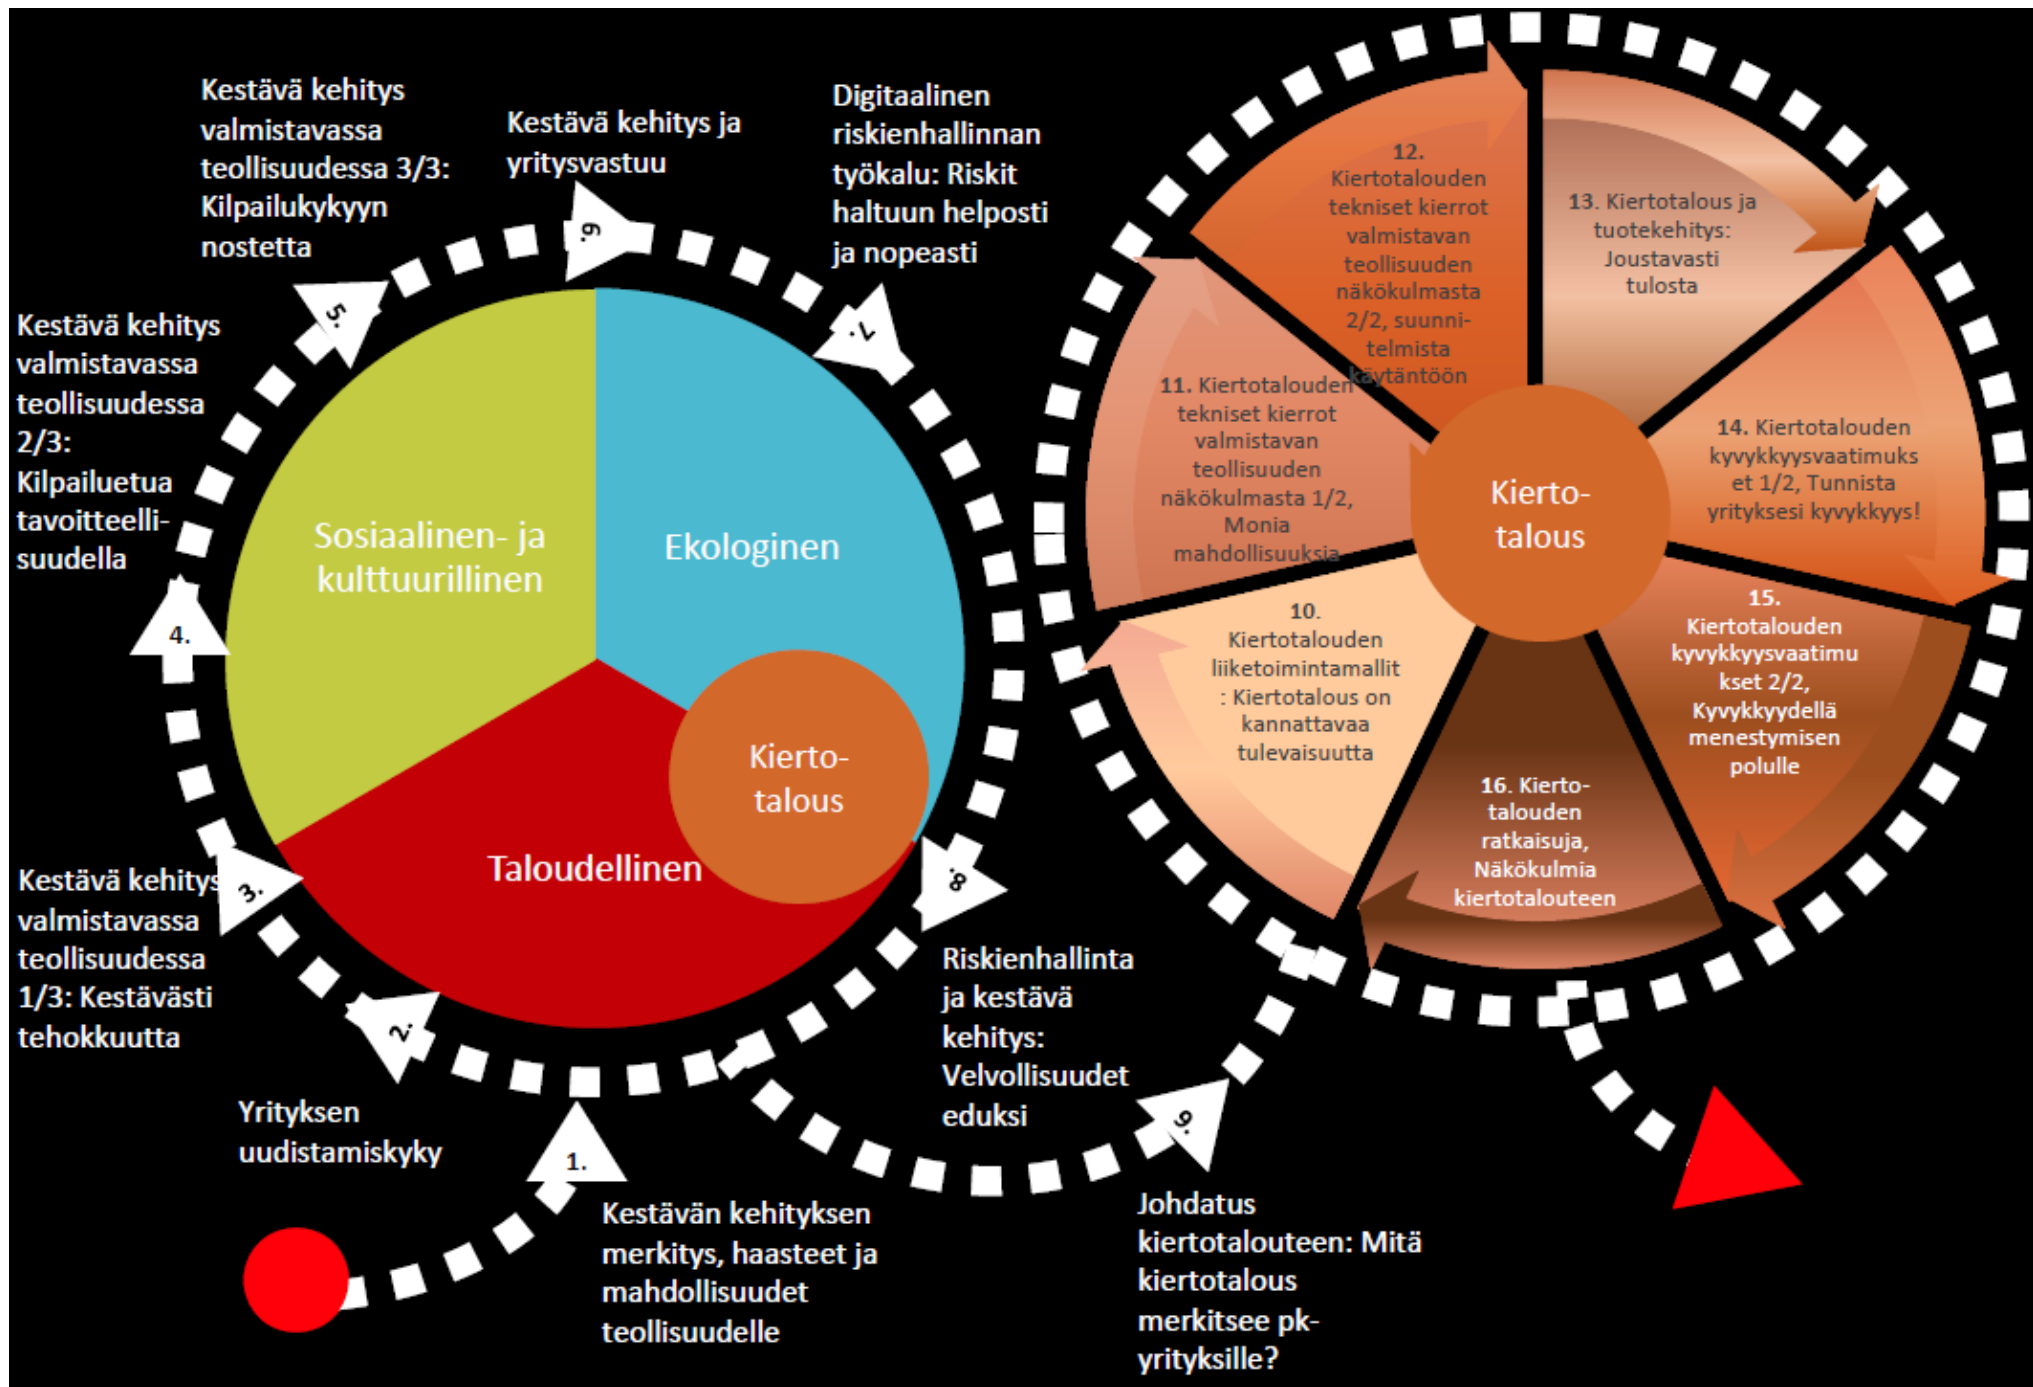 Kestävä kehitys
valmistavassa
teollisuudessa 3/3:
Kilpailukykyyn
nostetta
Kestävä kehitys ja
yritysvastuu
Digitaalinen
riskienhallinnan
työkalu: Riskit
haltuun helposti
ja nopeasti
Kestävä kehitys
valmistavassa
teollisuudessa
2/3:
Kilpailuetua
tavoitteelli-
suudella
Kestävä kehitys
valmistavassa
teollisuudessa
1/3: Kestävästi
tehokkuutta
Yrityksen
uudistamiskyky
Kestävän kehityksen
merkitys, haasteet ja
mahdollisuudet
teollisuudelle
Riskienhallinta
ja kestävä
kehitys:
Velvollisuudet
eduksi
Johdatus
kiertotalouteen: Mitä
kiertotalous
merkitsee pk-
yrityksille?
1.
2.
3.
4.
5.
6.
7.
8.
9.
Sosiaalinen- ja
kulttuurillinen
Ekologinen
Taloudellinen
Kierto-
talous
10.
Kiertotalouden
liiketoimintamallit
: Kiertotalous on
kannattavaa
tulevaisuutta
11. Kiertotalouden
tekniset kierrot
valmistavan
teollisuuden
näkökulmasta 1/2,
Monia
mahdollisuuksia
12.
Kiertotalouden
tekniset kierrot
valmistavan
teollisuuden
näkökulmasta
2/2, suunni-
telmista
käytäntöön
13. Kiertotalous ja
tuotekehitys:
Joustavasti
tulosta
14. Kiertotalouden
kyvykkyysvaatimuks
et 1/2, Tunnista
yrityksesi kyvykkyys!
15.
Kiertotalouden
kyvykkyysvaatimu
kset 2/2,
Kyvykkyydellä
menestymisen
polulle
16. Kierto-
talouden
ratkaisuja,
Näkökulmia
kiertotalouteen
Kierto-
talous